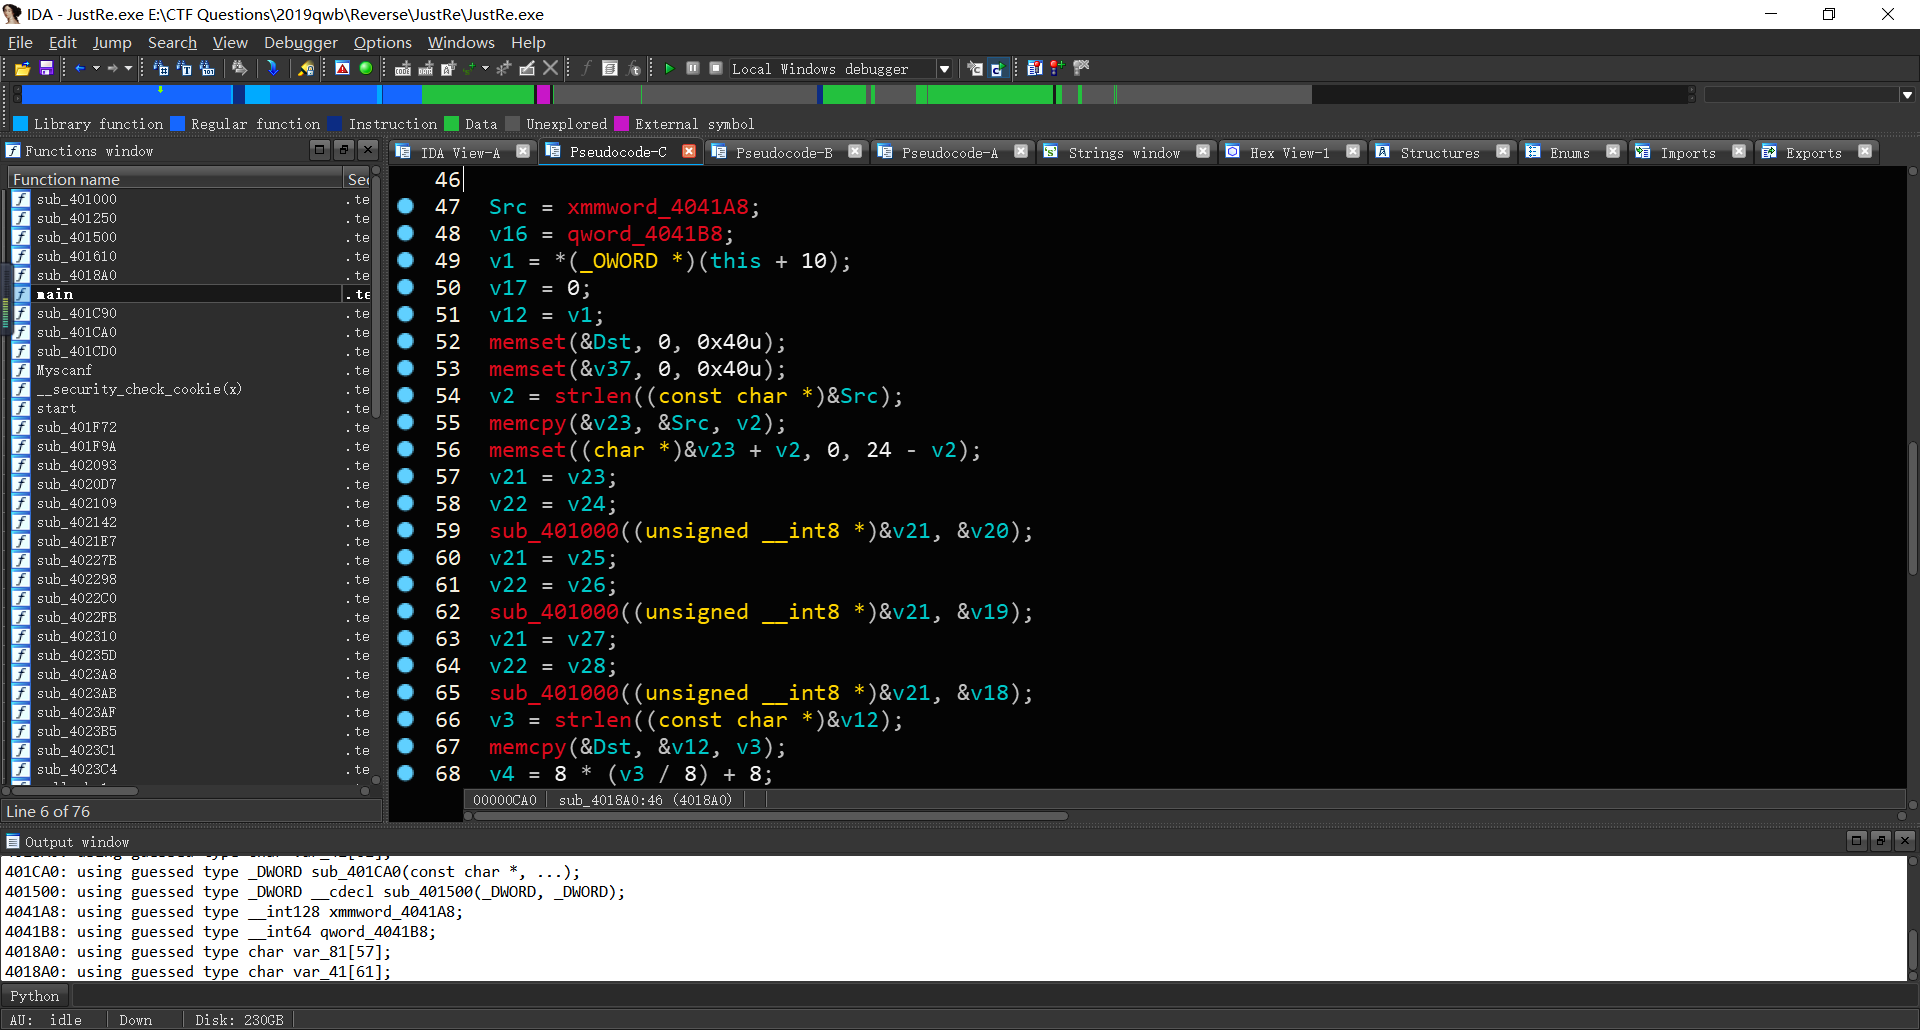 IDA - JustRe.exe E:\CTF Questions\2019qwb\Reverse\JustRe\JustRe.exe
File Edit Jump Search View Debugger Options Windows Help
Local Windows debugger
Library function Regular function Instruction Data Unexplored External symbol
Functions window
IDA View-A Pseudocode-C Pseudocode-B Pseudocode-A Strings window Hex View-1 Structures Enums Imports Exports
Function name Sec
sub_401000 .te
sub_401250 .te
sub_401500 .te
sub_401610 .te
sub_4018A0 .te
main .te
sub_401C90 .te
sub_401CA0 .te
sub_401CD0 .te
Myscanf .te
__security_check_cookie(x) .te
start .te
sub_401F72 .te
sub_401F9A .te
sub_402093 .te
sub_4020D7 .te
sub_402109 .te
sub_402142 .te
sub_4021E7 .te
sub_40227B .te
sub_402298 .te
sub_4022C0 .te
sub_4022FB .te
sub_402310 .te
sub_40235D .te
sub_4023A8 .te
sub_4023AB .te
sub_4023AF .te
sub_4023B5 .te
sub_4023C1 .te
sub_4023C4 .te
Line 6 of 76
46
47 Src = xmmword_4041A8;
48 v16 = qword_4041B8;
49 v1 = *(_OWORD *)(this + 10);
50 v17 = 0;
51 v12 = v1;
52 memset(&Dst, 0, 0x40u);
53 memset(&v37, 0, 0x40u);
54 v2 = strlen((const char *)&Src);
55 memcpy(&v23, &Src, v2);
56 memset((char *)&v23 + v2, 0, 24 - v2);
57 v21 = v23;
58 v22 = v24;
59 sub_401000((unsigned __int8 *)&v21, &v20);
60 v21 = v25;
61 v22 = v26;
62 sub_401000((unsigned __int8 *)&v21, &v19);
63 v21 = v27;
64 v22 = v28;
65 sub_401000((unsigned __int8 *)&v21, &v18);
66 v3 = strlen((const char *)&v12);
67 memcpy(&Dst, &v12, v3);
68 v4 = 8 * (v3 / 8) + 8;
00000CA0 sub_4018A0:46 (4018A0)
Output window
401CA0: using guessed type _DWORD sub_401CA0(const char *, ...);
401500: using guessed type _DWORD __cdecl sub_401500(_DWORD, _DWORD);
4041A8: using guessed type __int128 xmmword_4041A8;
4041B8: using guessed type __int64 qword_4041B8;
4018A0: using guessed type char var_81[57];
4018A0: using guessed type char var_41[61];
Python
AU: idle Down Disk: 230GB